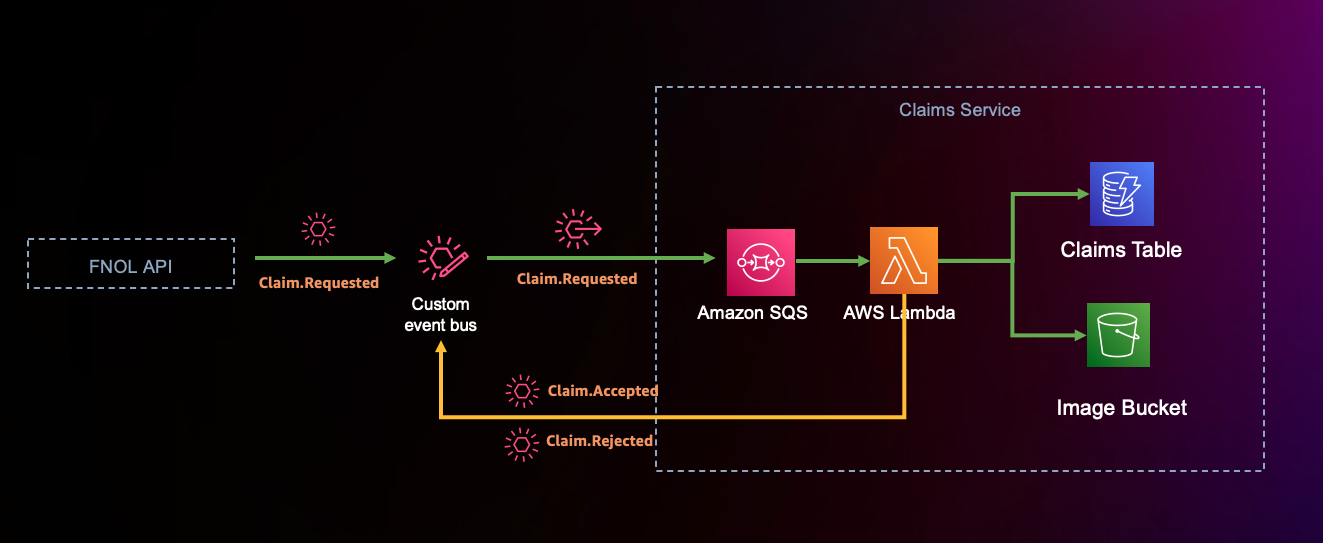 Claims Service
FNOL API
Claim.Requested
Custom
event bus
Claim.Requested
Amazon SQS
AWS Lambda
Claims Table
Image Bucket
Claim.Accepted
Claim.Rejected